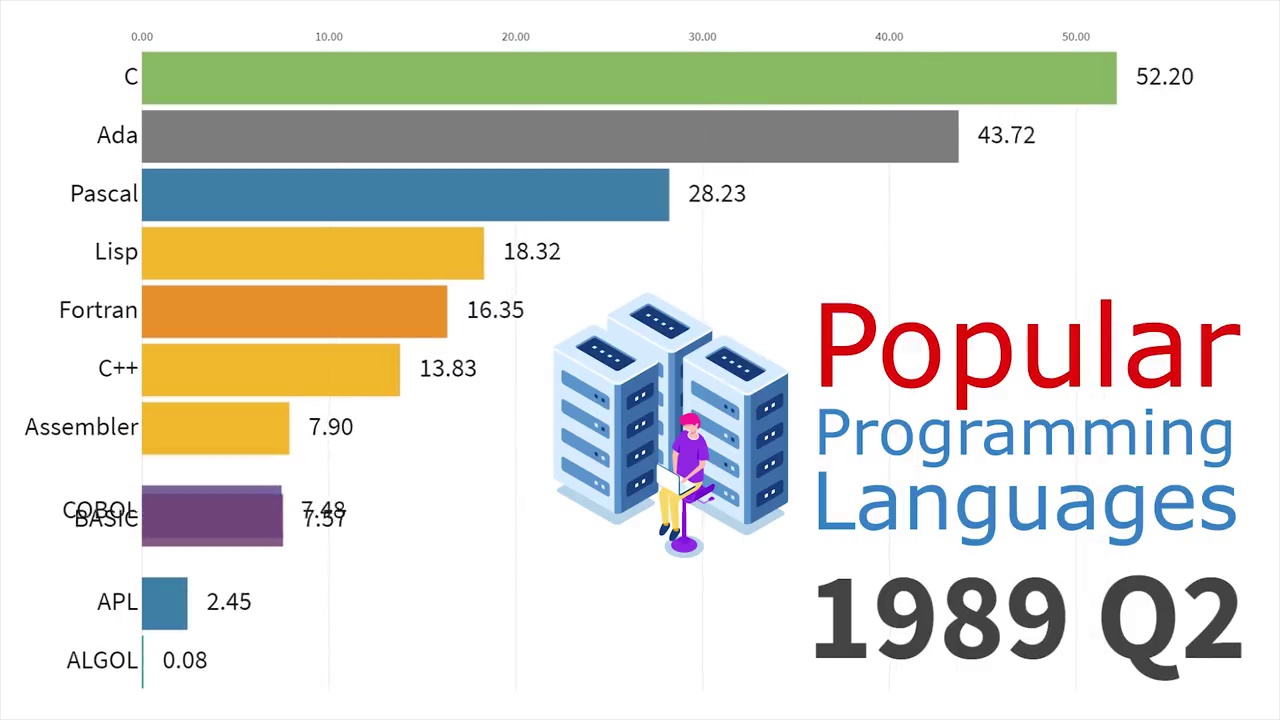 0.00 10.00 20.00 30.00 40.00 50.00
C 52.20
Ada 43.72
Pascal 28.23
Lisp 18.32
Fortran 16.35
C++ 13.83
Assembler 7.90
COBOL 7.48
BASIC 7.57
APL 2.45
ALGOL 0.08
Popular
Programming
Languages
1989 Q2